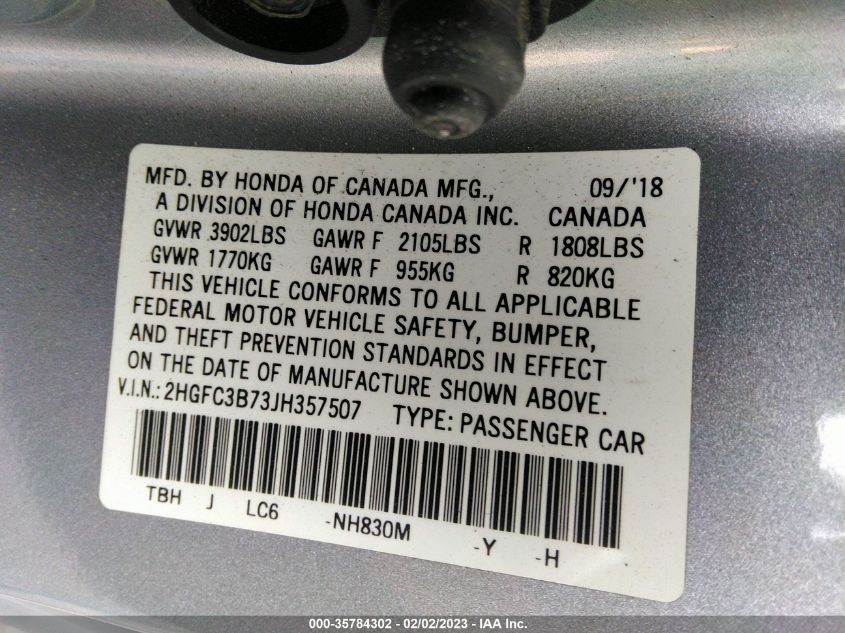 MFD. BY HONDA OF CANADA MFG., 09/'18
A DIVISION OF HONDA CANADA INC. CANADA
GVWR 3902LBS GAWR F 2105LBS R 1808LBS
GVWR 1770KG GAWR F 955KG R 820KG
THIS VEHICLE CONFORMS TO ALL APPLICABLE
FEDERAL MOTOR VEHICLE SAFETY, BUMPER,
AND THEFT PREVENTION STANDARDS IN EFFECT
ON THE DATE OF MANUFACTURE SHOWN ABOVE.
V.I.N.: 2HGFC3B73JH357507 TYPE: PASSENGER CAR
TBH J LC6 -NH830M -Y -H
000-35784302 - 02/02/2023 - IAA Inc.